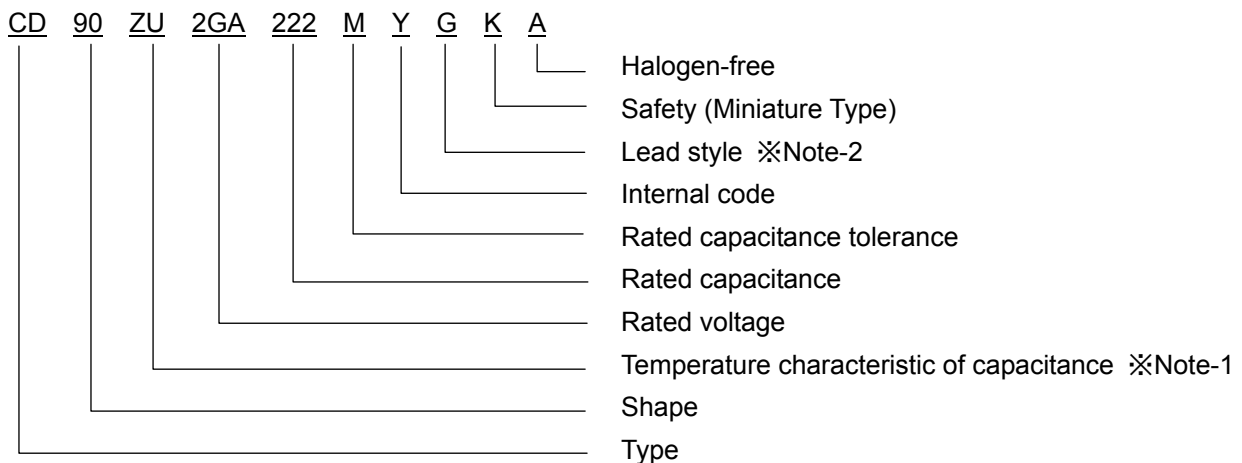 CD 90 ZU 2GA 222 M Y G K A
Halogen-free
Safety (Miniature Type)
Lead style ※Note-2
Internal code
Rated capacitance tolerance
Rated capacitance
Rated voltage
Temperature characteristic of capacitance ※Note-1
Shape
Type